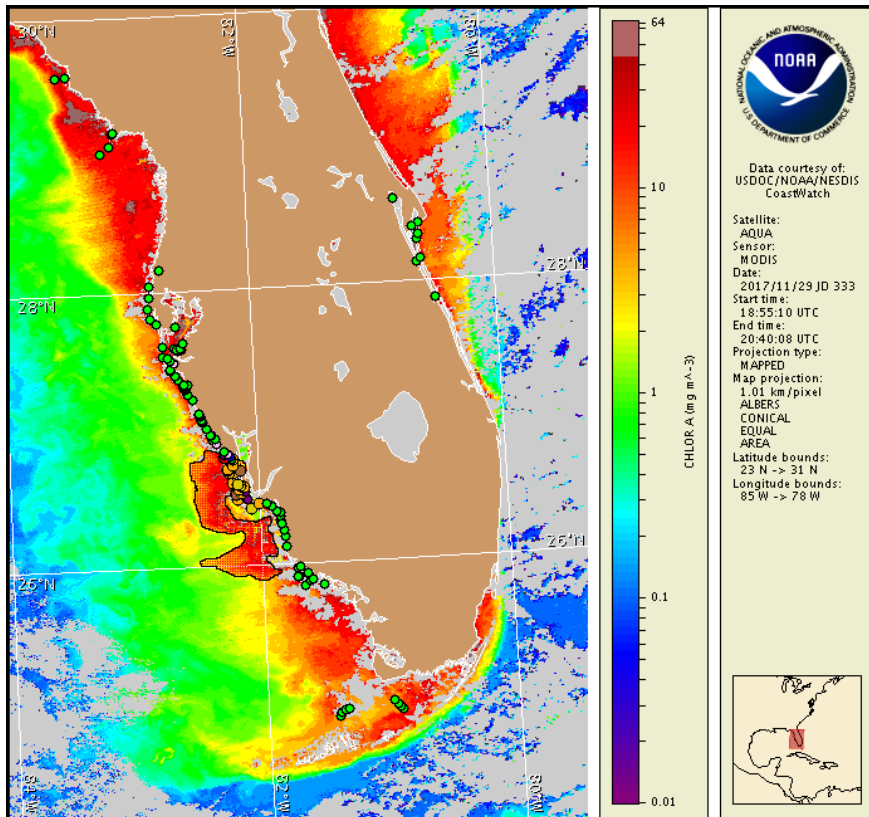 30°N
82°W
80°W
28°N
28°N
26°N
26°N
84°W
82°W
80°W
64
10
1
0.1
0.01
CHLOR A (mg m^-3)
NATIONAL OCEANIC AND ATMOSPHERIC ADMINISTRATION
NOAA
U.S. DEPARTMENT OF COMMERCE
Data courtesy of:
USDOC/NOAA/NESDIS
CoastWatch
Satellite:
AQUA
Sensor:
MODIS
Date:
2017/11/29 JD 333
Start time:
18:55:10 UTC
End time:
20:40:08 UTC
Projection type:
MAPPED
Map projection:
1.01 km/pixel
ALBERS
CONICAL
EQUAL
AREA
Latitude bounds:
23 N -> 31 N
Longitude bounds:
85 W -> 78 W